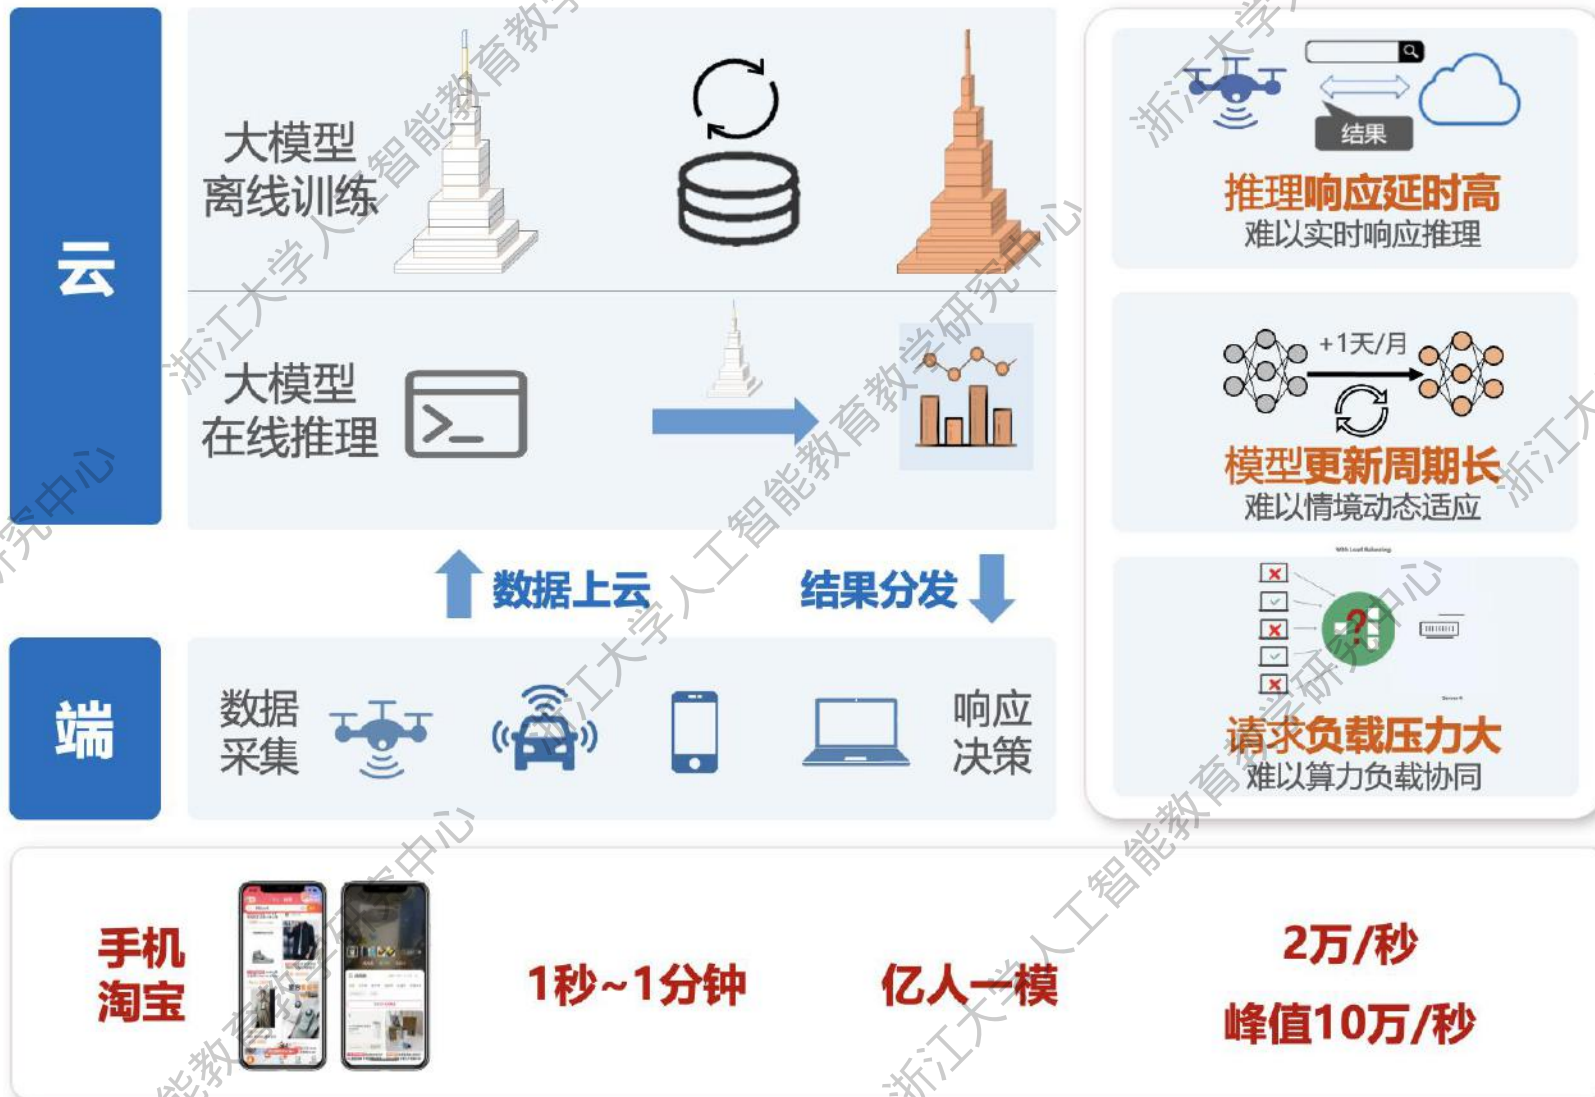 云
大模型
离线训练
大模型
在线推理
数据上云
结果分发
端
数据
采集
响应
决策
结果
推理响应延时高
难以实时响应推理
+1天/月
模型更新周期长
难以情境动态适应
With Load Balancing
?
请求负载压力大
难以算力负载协同
手机
淘宝
1秒~1分钟
亿人一模
2万/秒
峰值10万/秒
浙江大学人工智能教育教学研究中心